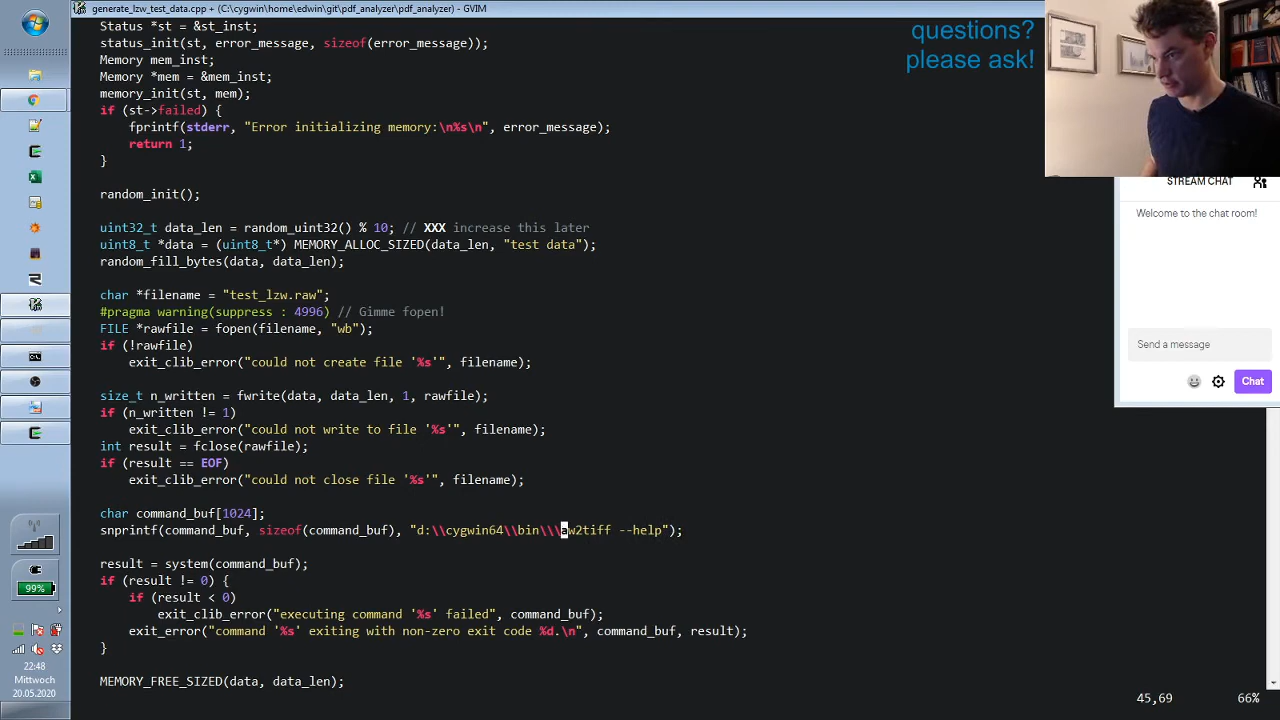 generate_lzw_test_data.cpp + (C:\cygwin\home\edwin\git\pdf_analyzer\pdf_analyzer) - GVIM
Status *st = &st_inst;
status_init(st, error_message, sizeof(error_message));
Memory mem_inst;
Memory *mem = &mem_inst;
memory_init(st, mem);
if (st->failed) {
fprintf(stderr, "Error initializing memory:\n%s\n", error_message);
return 1;
}
random_init();
uint32_t data_len = random_uint32() % 10; // XXX increase this later
uint8_t *data = (uint8_t*) MEMORY_ALLOC_SIZED(data_len, "test data");
random_fill_bytes(data, data_len);
char *filename = "test_lzw.raw";
#pragma warning(suppress : 4996) // Gimme fopen!
FILE *rawfile = fopen(filename, "wb");
if (!rawfile)
exit_clib_error("could not create file '%s'", filename);
size_t n_written = fwrite(data, data_len, 1, rawfile);
if (n_written != 1)
exit_clib_error("could not write to file '%s'", filename);
int result = fclose(rawfile);
if (result == EOF)
exit_clib_error("could not close file '%s'", filename);
char command_buf[1024];
snprintf(command_buf, sizeof(command_buf), "d:\\cygwin64\\bin\\\aw2tiff --help");
result = system(command_buf);
if (result != 0) {
if (result < 0)
exit_clib_error("executing command '%s' failed", command_buf);
exit_error("command '%s' exiting with non-zero exit code %d.\n", command_buf, result);
}
MEMORY_FREE_SIZED(data, data_len);
45,69
66%
questions?
please ask!
STREAM CHAT
Welcome to the chat room!
Send a message
Chat
99%
22:48
Mittwoch
20.05.2020